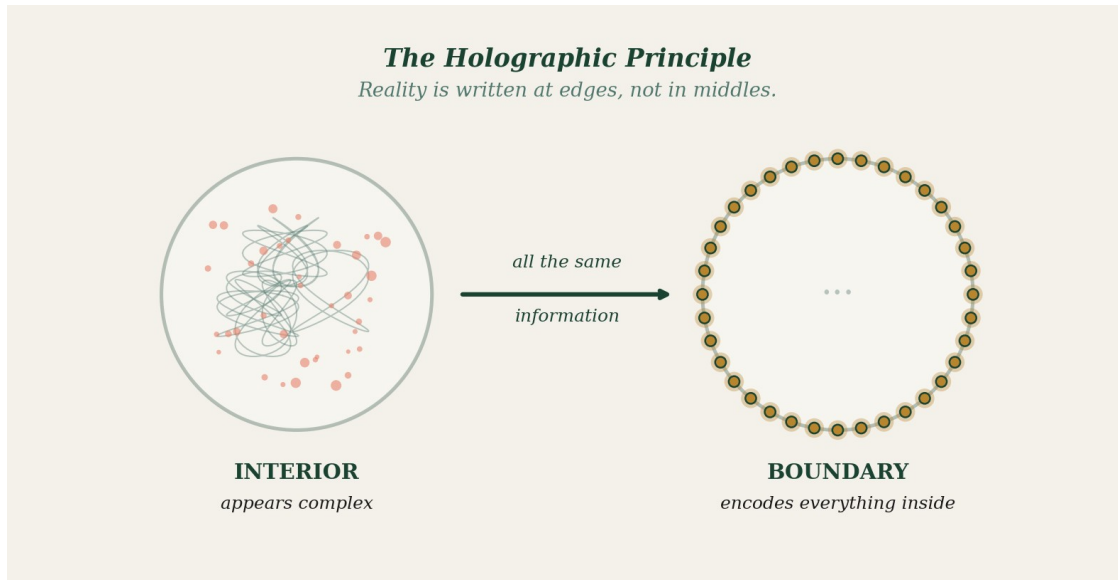 The Holographic Principle
Reality is written at edges, not in middles.
all the same
information
INTERIOR
appears complex
BOUNDARY
encodes everything inside